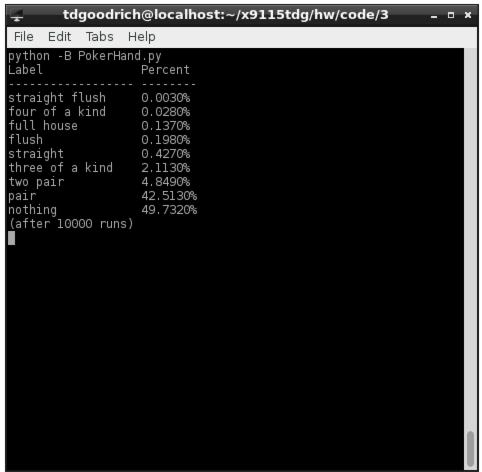 tdgoodrich@localhost:~/x9115tdg/hw/code/3
File Edit Tabs Help
python -B PokerHand.py
Label Percent
------------------ --------
straight flush 0.0030%
four of a kind 0.0280%
full house 0.1370%
flush 0.1980%
straight 0.4270%
three of a kind 2.1130%
two pair 4.8490%
pair 42.5130%
nothing 49.7320%
(after 10000 runs)